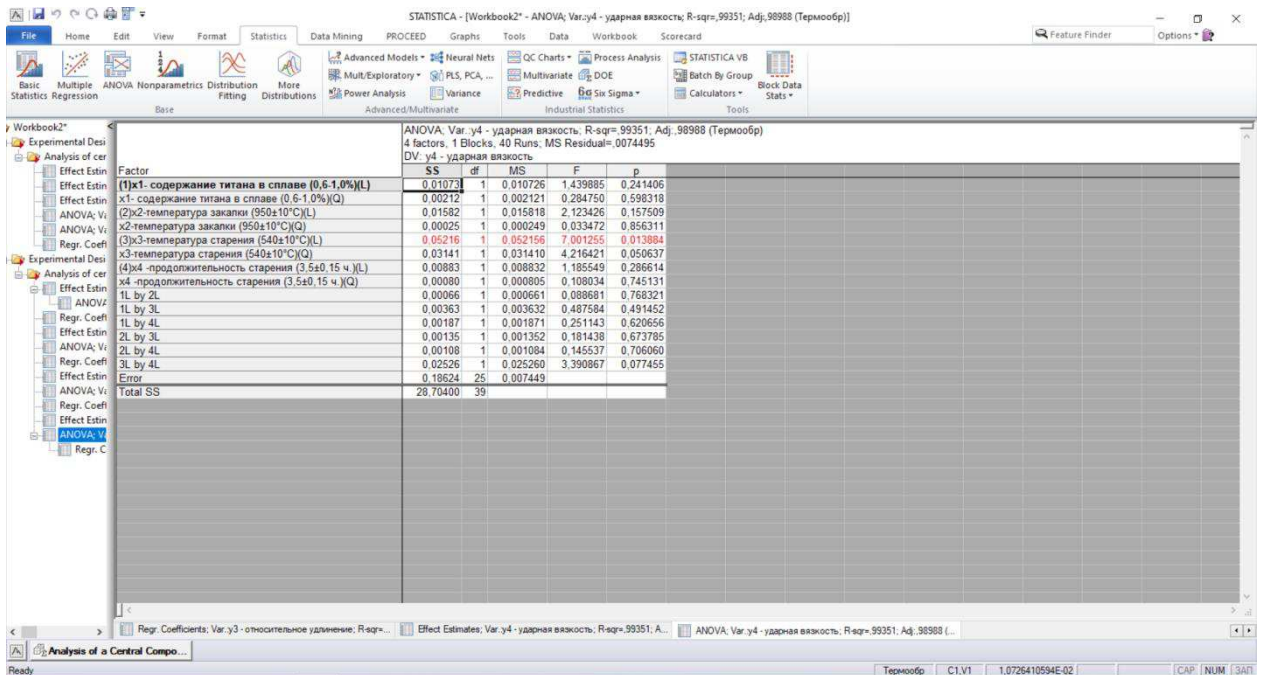 STATISTICA - [Workbook2* - ANOVA; Var.:y4 - ударная вязкость; R-sqr=,99351; Adj:,98988 (Термообр)]
File Home Edit View Format Statistics Data Mining PROCEED Graphs Tools Data Workbook Scorecard Feature Finder Options
Advanced Models Neural Nets QC Charts Process Analysis STATISTICA VB
Mult/Exploratory PLS, PCA, ... Multivariate DOE Batch By Group
Basic Statistics Multiple Regression ANOVA Nonparametrics Distribution Fitting More Distributions Power Analysis Variance Predictive Six Sigma Calculators Block Data Stats
Base Advanced/Multivariate Industrial Statistics Tools
Workbook2*
Experimental Desi
Analysis of cer
Effect Estin
Effect Estin
Effect Estin
ANOVA; Va
ANOVA; Va
Regr. Coeff
Experimental Desi
Analysis of cer
Effect Estin
ANOVA
Regr. Coeff
Effect Estin
ANOVA; Va
Regr. Coeff
Effect Estin
ANOVA; Va
Regr. Coeff
Effect Estin
ANOVA; Va
Regr. C
ANOVA; Var.:y4 - ударная вязкость; R-sqr=,99351; Adj:,98988 (Термообр)
4 factors, 1 Blocks, 40 Runs; MS Residual=,0074495
DV: y4 - ударная вязкость
Factor SS df MS F p
(1)x1- содержание титана в сплаве (0,6-1,0%)(L) 0,01073 1 0,010726 1,439885 0,241406
x1- содержание титана в сплаве (0,6-1,0%)(Q) 0,00212 1 0,002121 0,284750 0,598318
(2)x2-температура закалки (950±10°C)(L) 0,01582 1 0,015818 2,123426 0,157509
x2-температура закалки (950±10°C)(Q) 0,00025 1 0,000249 0,033472 0,856311
(3)x3-температура старения (540±10°C)(L) 0,05216 1 0,052156 7,001255 0,013884
x3-температура старения (540±10°C)(Q) 0,03141 1 0,031410 4,216421 0,050637
(4)x4 -продолжительность старения (3,5±0,15 ч.)(L) 0,00883 1 0,008832 1,185549 0,286614
x4 -продолжительность старения (3,5±0,15 ч.)(Q) 0,00080 1 0,000805 0,108034 0,745131
1L by 2L 0,00066 1 0,000661 0,088681 0,768321
1L by 3L 0,00363 1 0,003632 0,487584 0,491452
1L by 4L 0,00187 1 0,001871 0,251143 0,620656
2L by 3L 0,00135 1 0,001352 0,181438 0,673785
2L by 4L 0,00108 1 0,001084 0,145537 0,706060
3L by 4L 0,02526 1 0,025260 3,390867 0,077455
Error 0,18624 25 0,007449
Total SS 28,70400 39
Regr. Coefficients; Var.:y3 - относительное удлинение; R-sqr=... Effect Estimates; Var.:y4 - ударная вязкость; R-sqr=,99351; A... ANOVA; Var.:y4 - ударная вязкость; R-sqr=,99351; Adj:,98988 (...
Analysis of a Central Compo...
Ready Термообр C1,V1 1,0726410594E-02 CAP NUM ЗАП